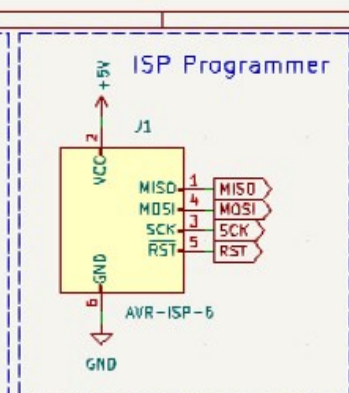 ISP Programmer
+5V
J1
2
VCC
MISO 1 MISO
MOSI 4 MOSI
SCK 3 SCK
RST 5 RST
GND
6
AVR-ISP-6
GND